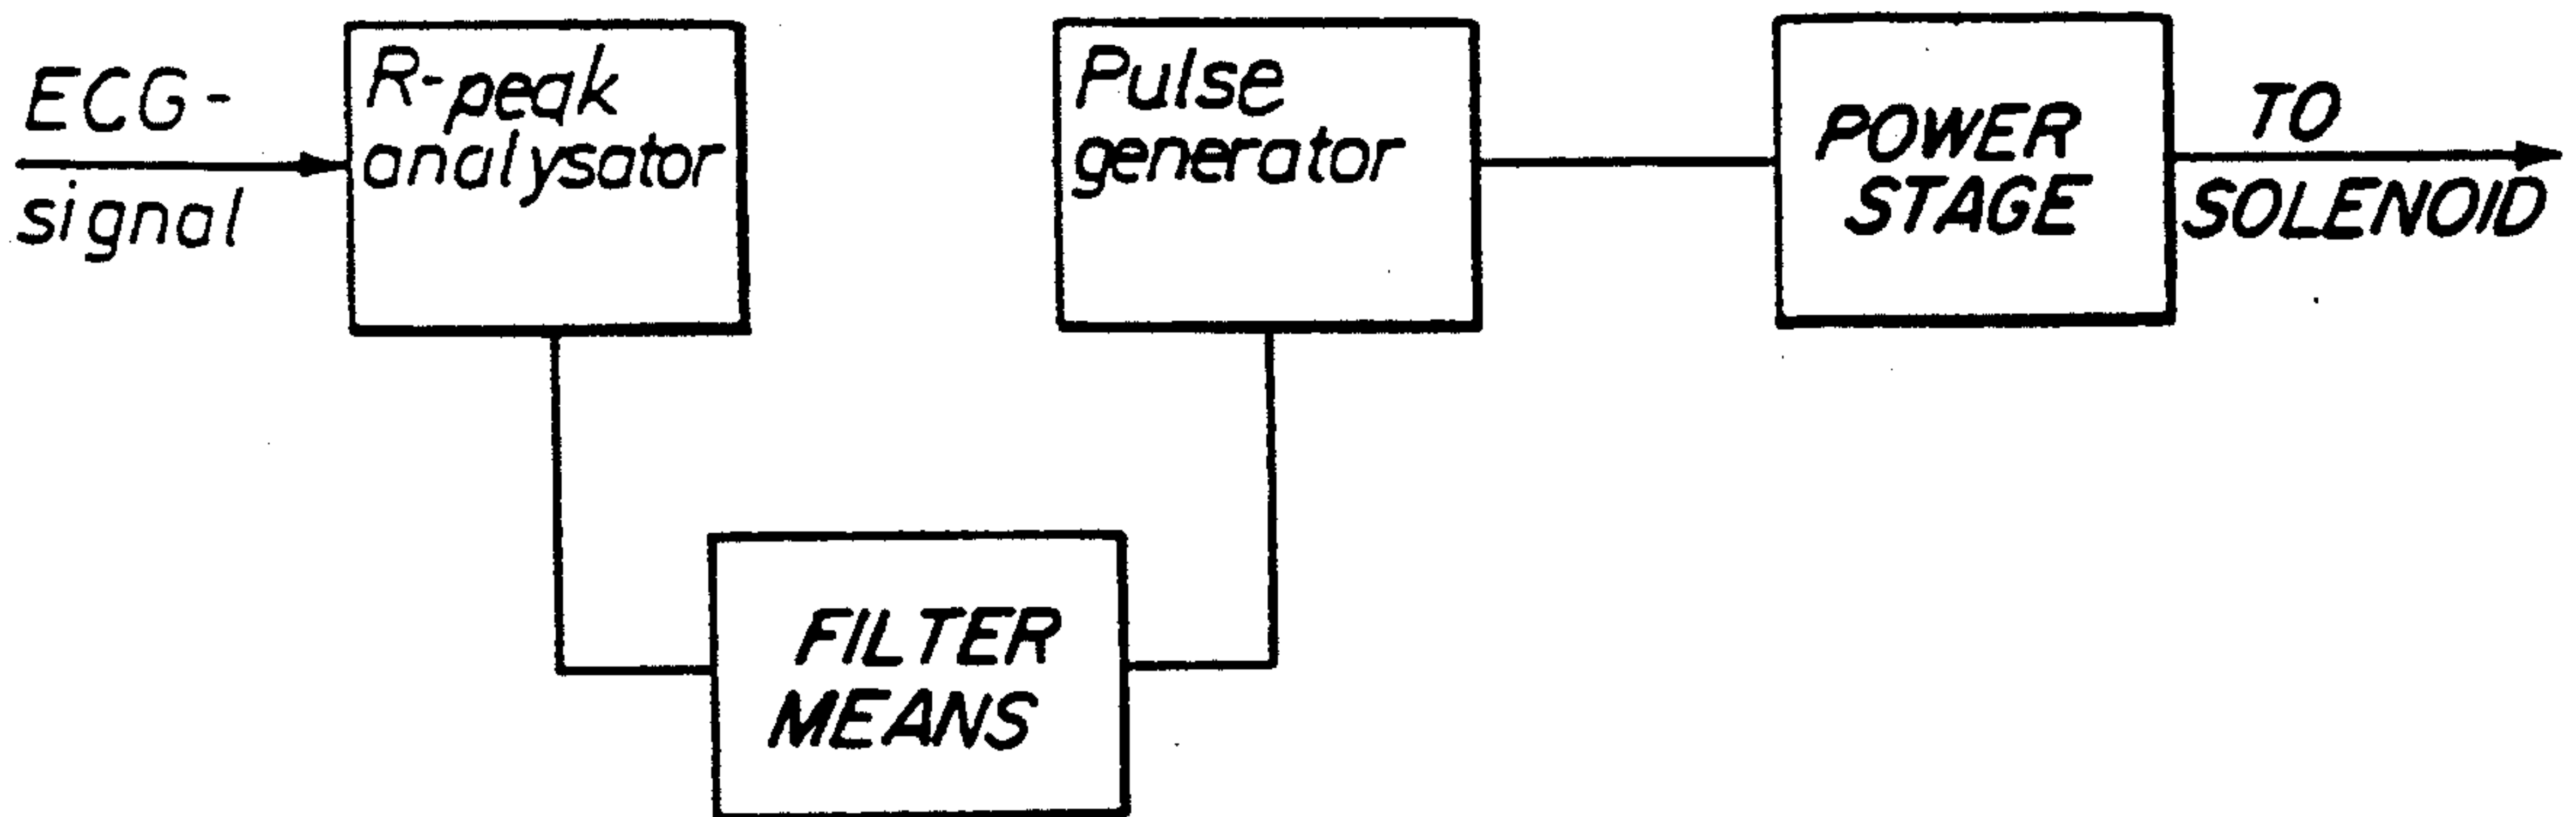 ECG-
signal
R-peak
analysator
Pulse
generator
POWER
STAGE
TO
SOLENOID
FILTER
MEANS